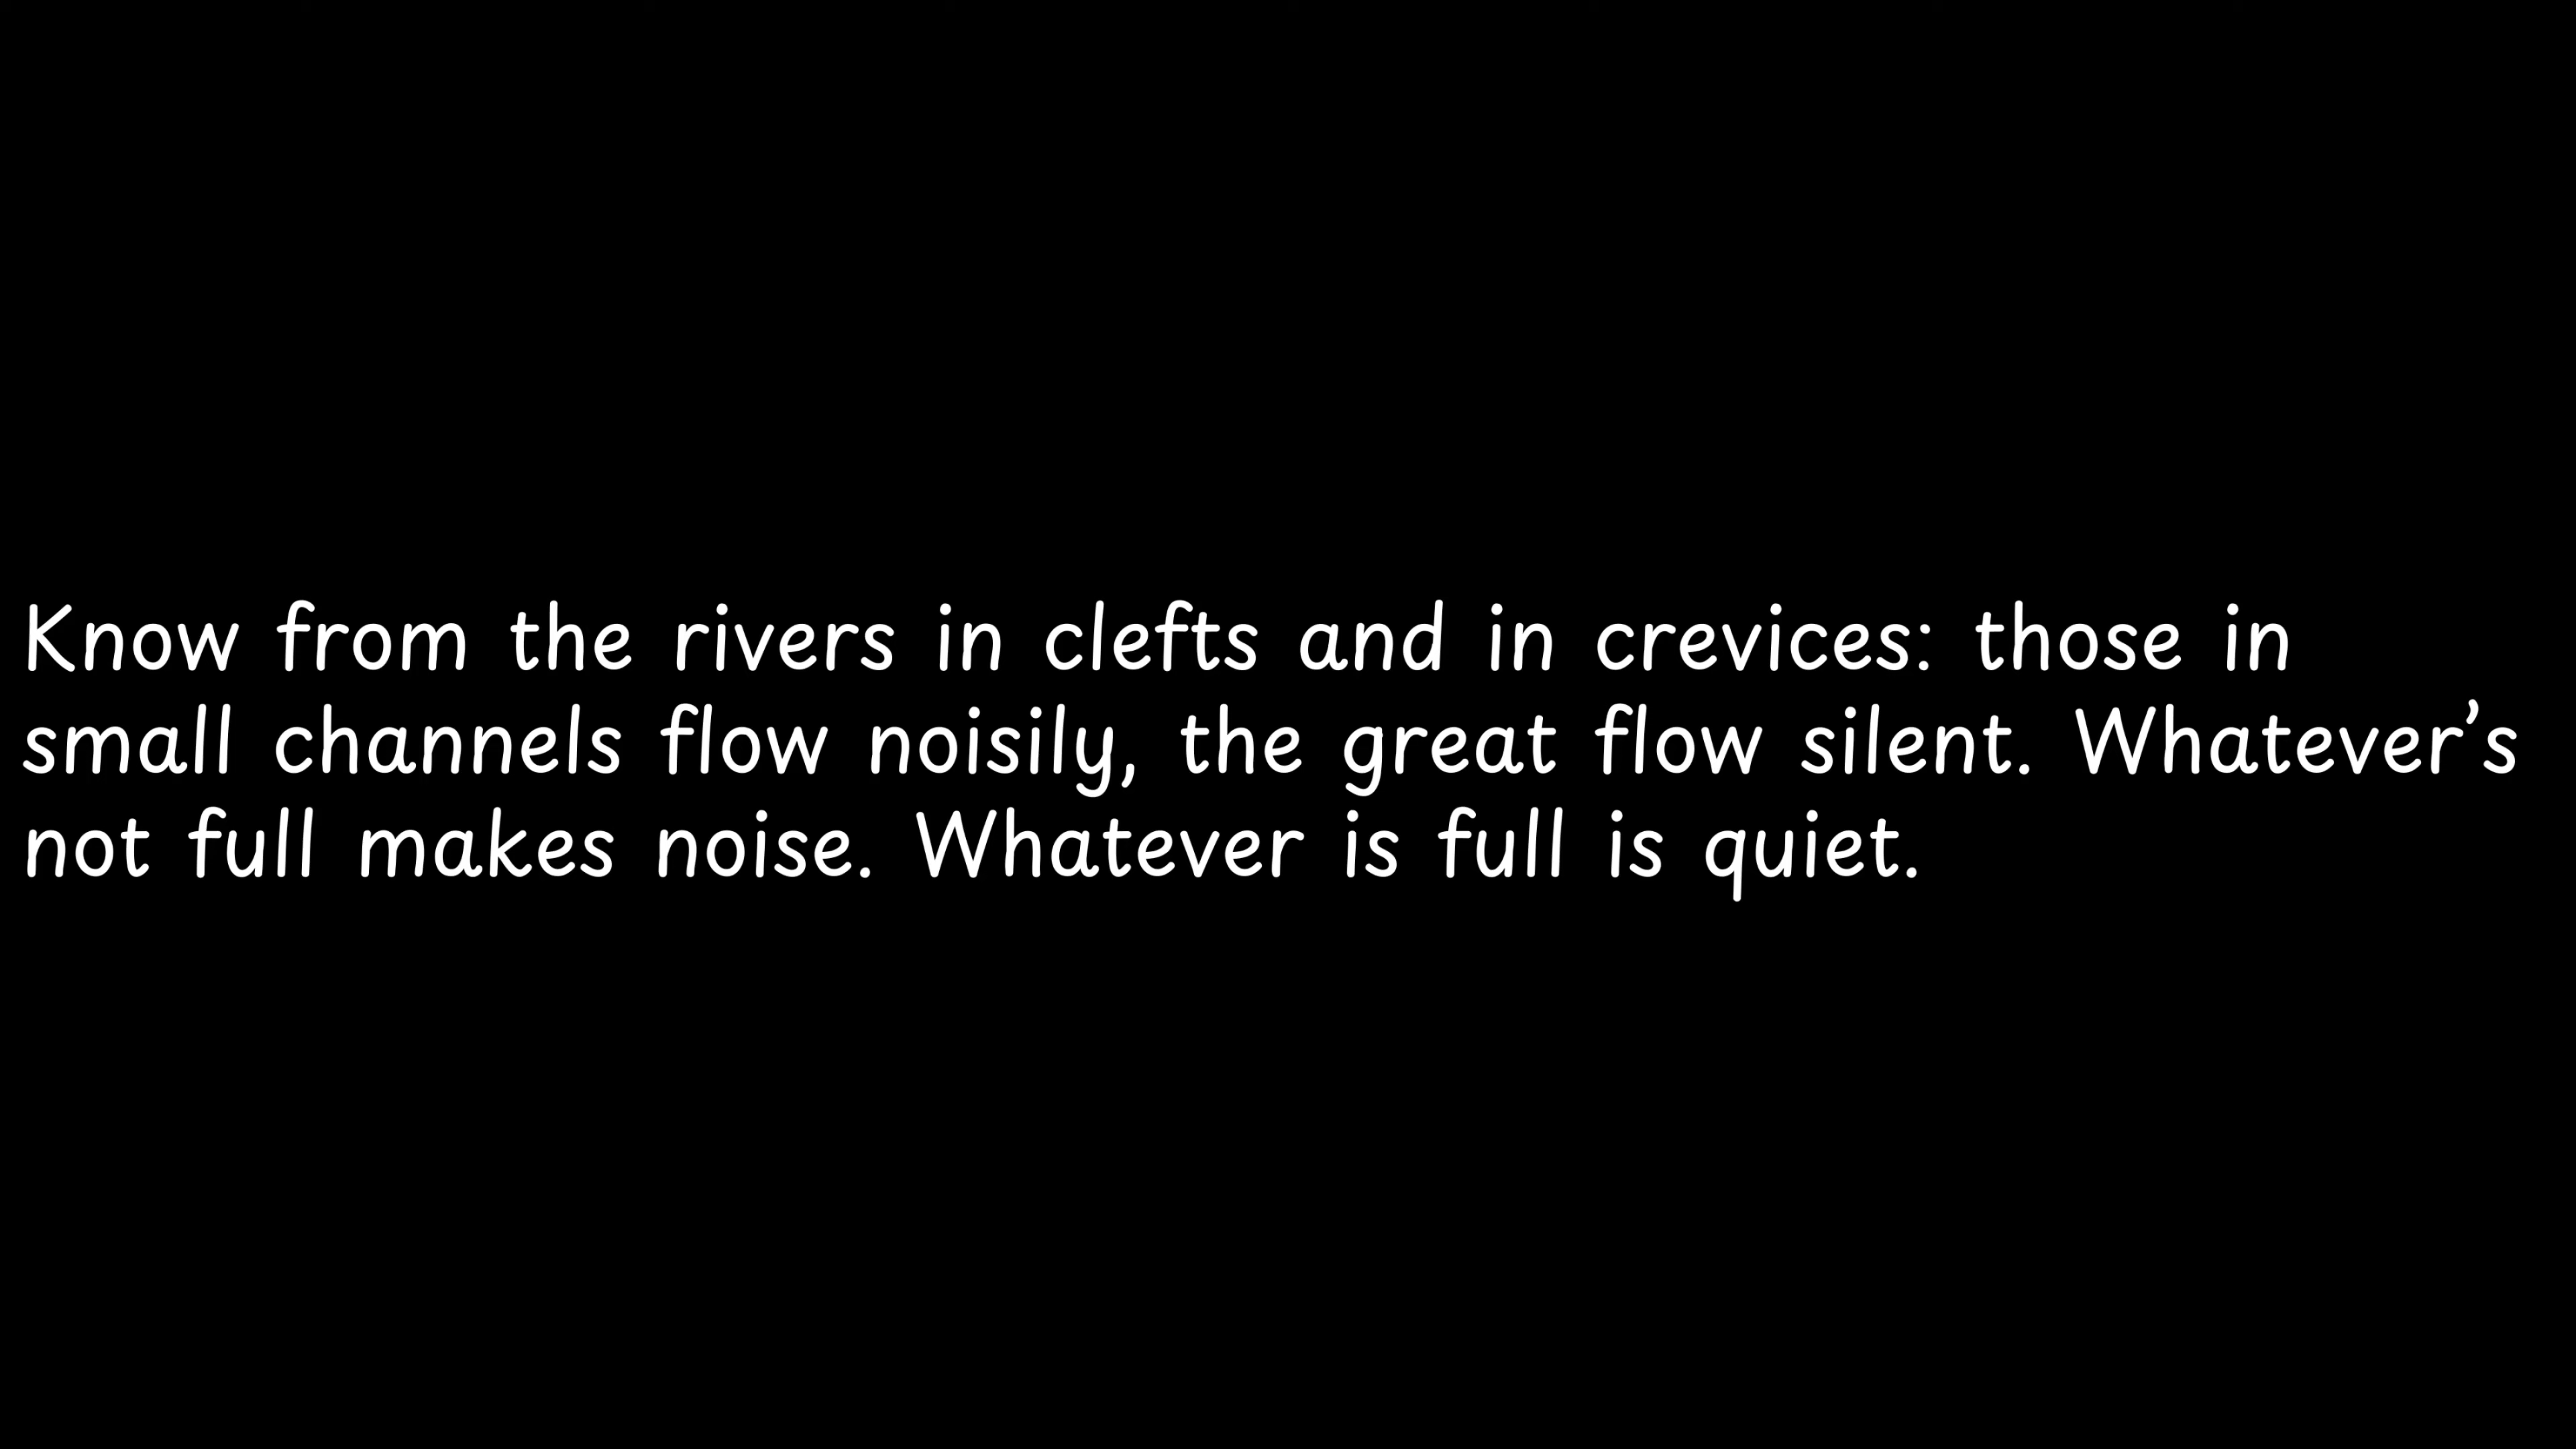 Know from the rivers in clefts and in crevices: those in
small channels flow noisily, the great flow silent. Whatever’s
not full makes noise. Whatever is full is quiet.